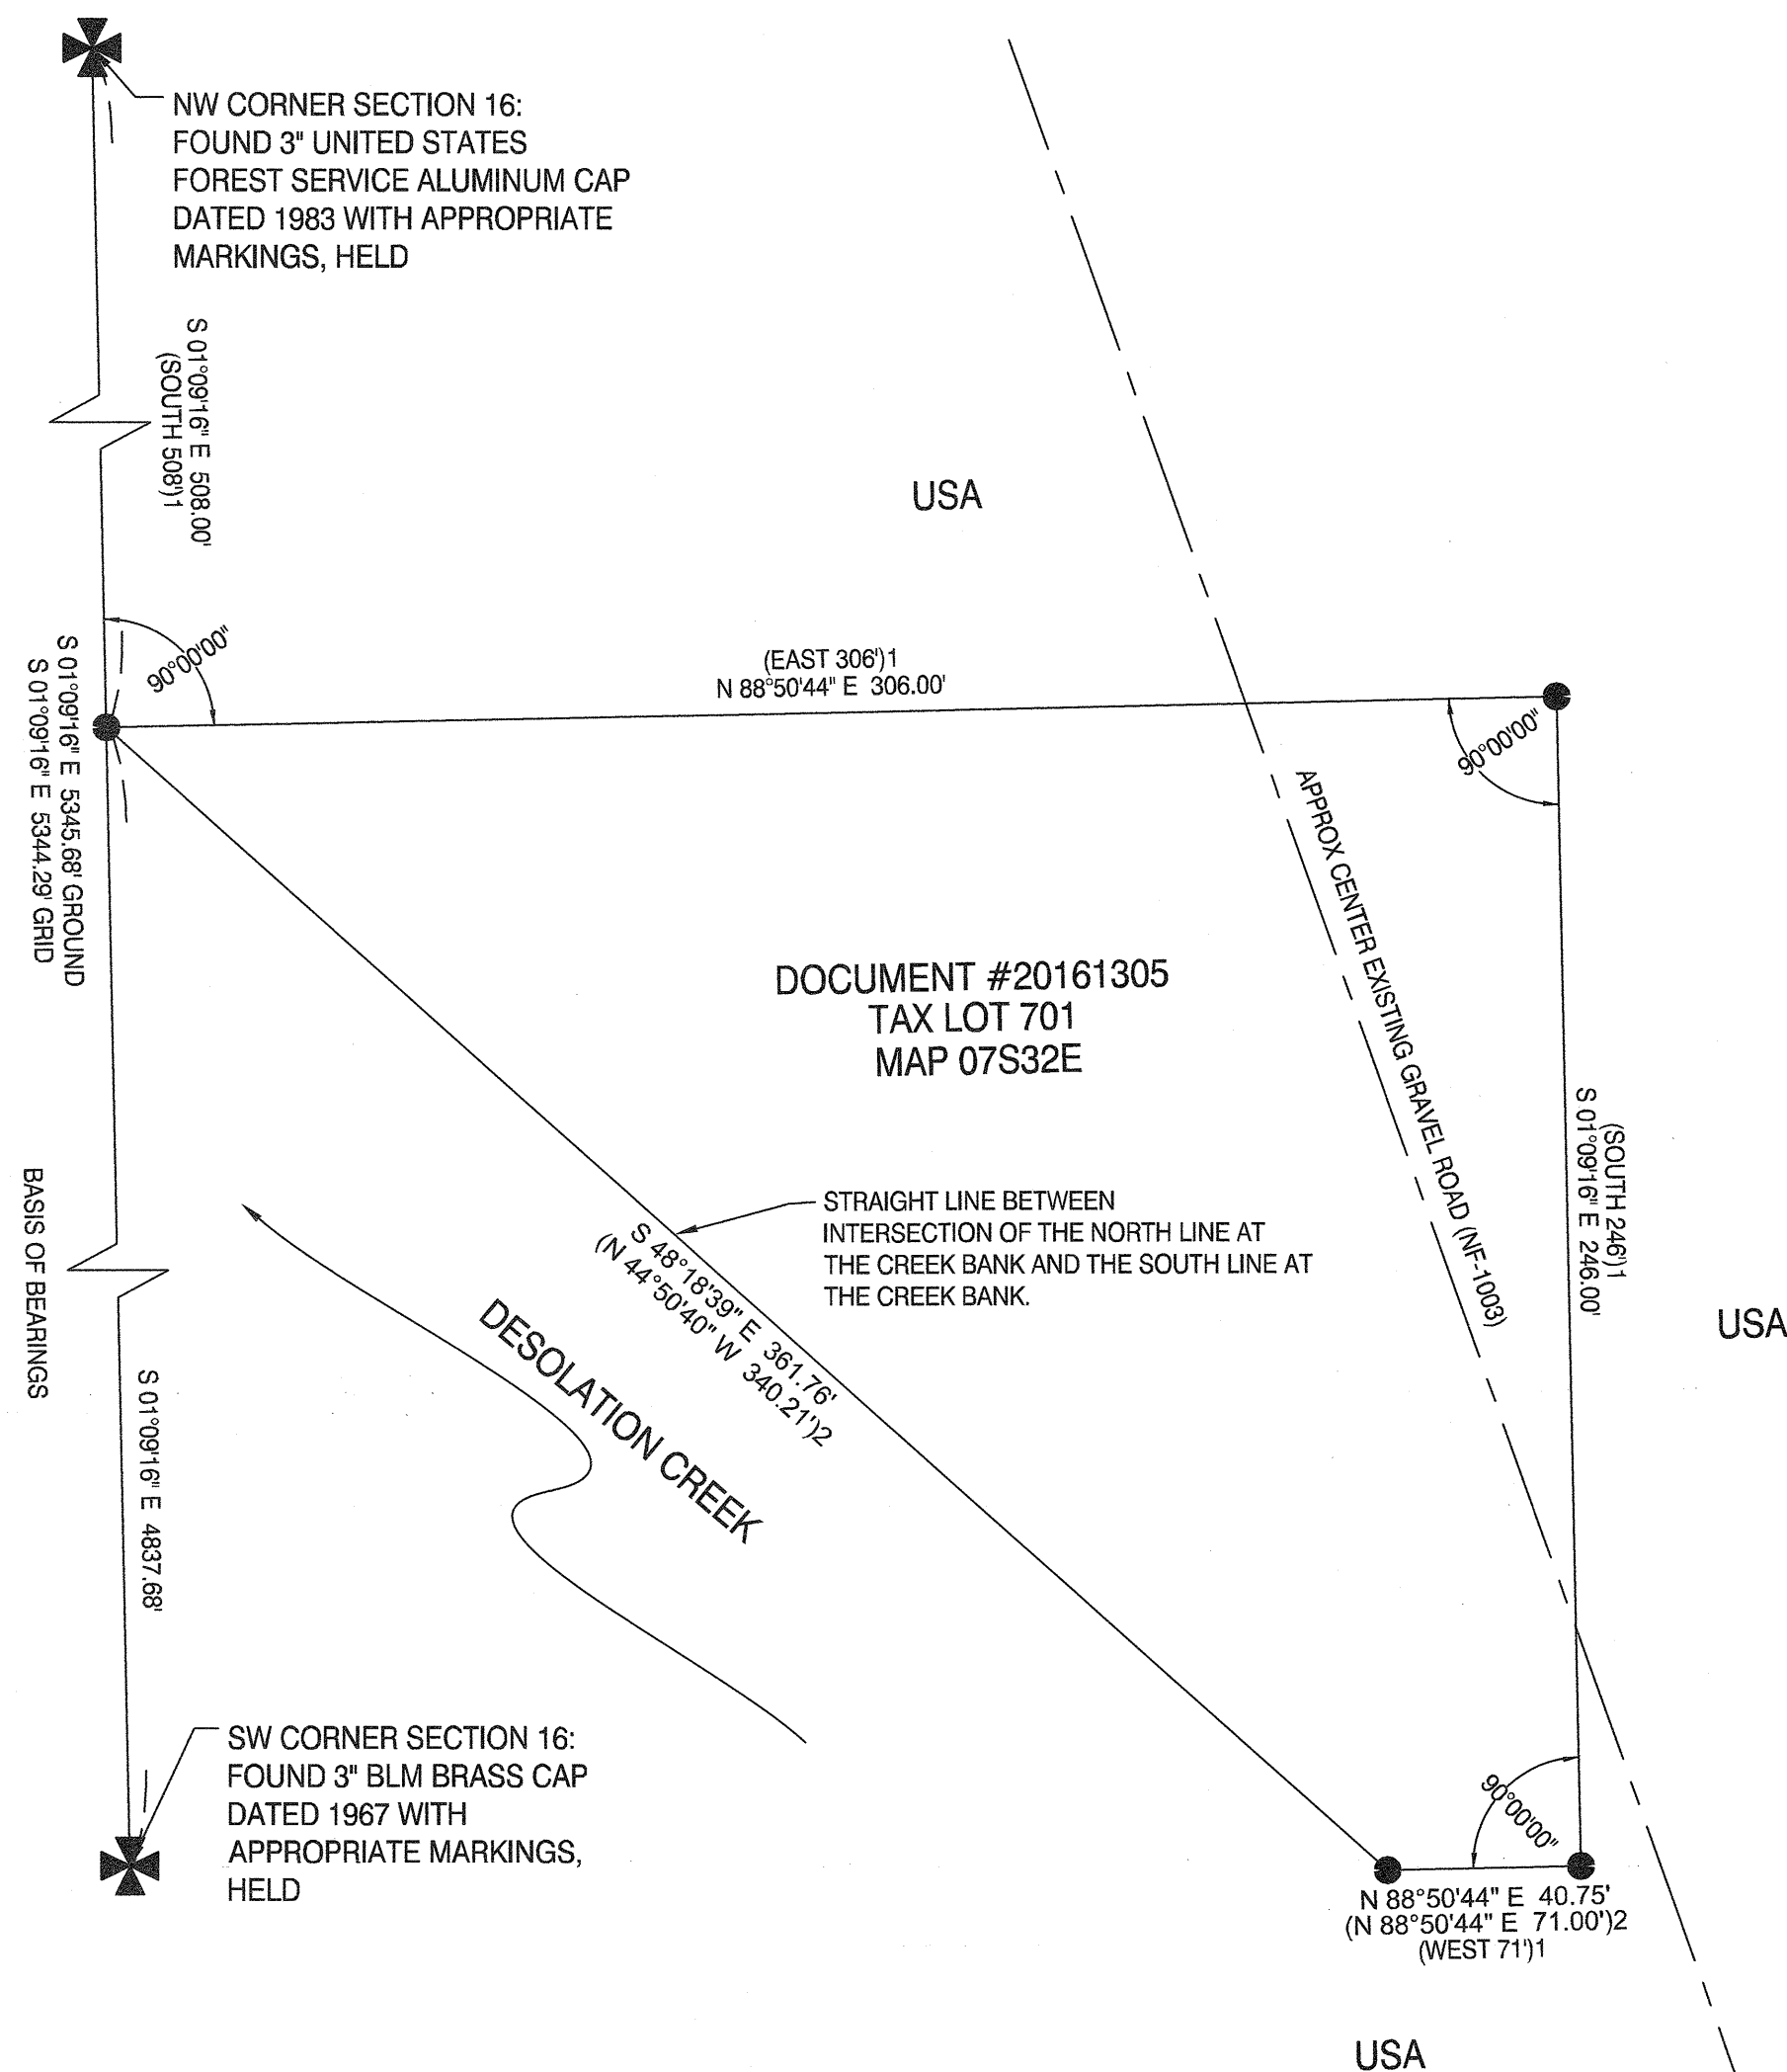 NW CORNER SECTION 16:
FOUND 3" UNITED STATES
FOREST SERVICE ALUMINUM CAP
DATED 1983 WITH APPROPRIATE
MARKINGS, HELD
S 01°09'16" E 508.00'
(SOUTH 508')1
USA
90°00'00"
(EAST 306')1
N 88°50'44" E 306.00'
90°00'00"
S 01°09'16" E 5345.68' GROUND
S 01°09'16" E 5344.29' GRID
APPROX CENTER EXISTING GRAVEL ROAD (NF-1003)
DOCUMENT #20161305
TAX LOT 701
MAP 07S32E
(SOUTH 246')1
S 01°09'16" E 246.00'
BASIS OF BEARINGS
STRAIGHT LINE BETWEEN
INTERSECTION OF THE NORTH LINE AT
THE CREEK BANK AND THE SOUTH LINE AT
THE CREEK BANK.
S 48°18'39" E 361.76'
(N 44°50'40" W 340.21')2
USA
DESOLATION CREEK
S 01°09'16" E 4837.68'
SW CORNER SECTION 16:
FOUND 3" BLM BRASS CAP
DATED 1967 WITH
APPROPRIATE MARKINGS,
HELD
90°00'00"
N 88°50'44" E 40.75'
(N 88°50'44" E 71.00')2
(WEST 71')1
USA